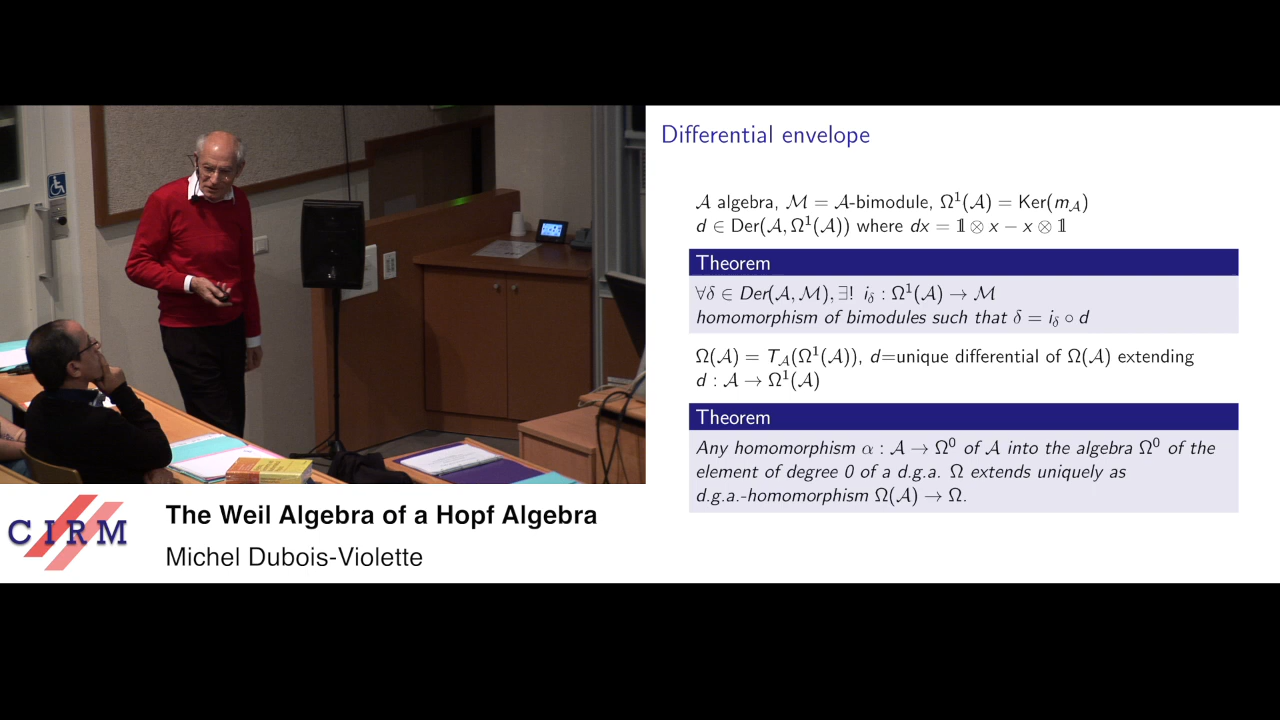 Differential envelope
𝒜 algebra, ℳ = 𝒜-bimodule, Ω¹(𝒜) = Ker(m_𝒜)
d ∈ Der(𝒜, Ω¹(𝒜)) where dx = 𝟙 ⊗ x − x ⊗ 𝟙
Theorem
∀δ ∈ Der(𝒜, ℳ), ∃! i_δ : Ω¹(𝒜) → ℳ
homomorphism of bimodules such that δ = i_δ ∘ d
Ω(𝒜) = T_𝒜(Ω¹(𝒜)), d=unique differential of Ω(𝒜) extending
d : 𝒜 → Ω¹(𝒜)
Theorem
Any homomorphism α : 𝒜 → Ω⁰ of 𝒜 into the algebra Ω⁰ of the
element of degree 0 of a d.g.a. Ω extends uniquely as
d.g.a.-homomorphism Ω(𝒜) → Ω.
CIRM
The Weil Algebra of a Hopf Algebra
Michel Dubois-Violette